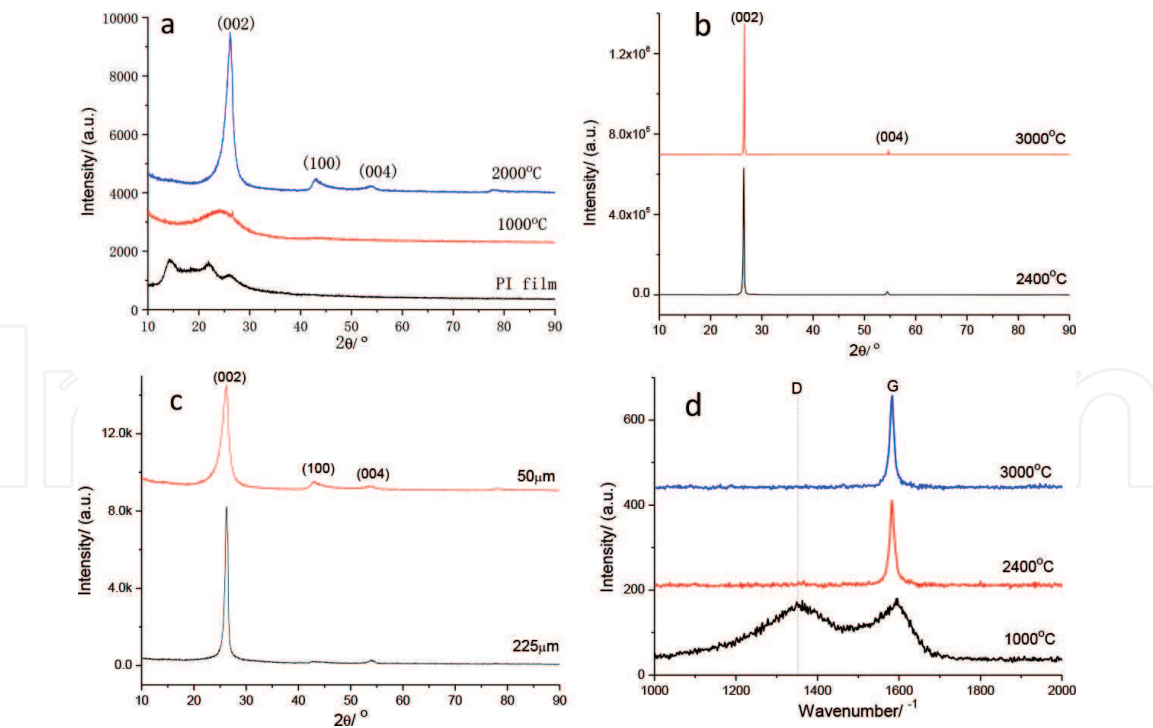 a
10000
8000
6000
4000
2000
0
Intensity/ (a.u.)
(002)
(100)
(004)
2000°C
1000°C
PI film
10 20 30 40 50 60 70 80 90
2θ/ °
b
1.2x10⁶
8.0x10⁵
4.0x10⁵
0.0
Intensity/ (a.u.)
(002)
(004)
3000°C
2400°C
10 20 30 40 50 60 70 80 90
2θ/ °
c
12.0k
8.0k
4.0k
0.0
Intensity/ (a.u.)
(002)
(100)
(004)
50μm
225μm
10 20 30 40 50 60 70 80 90
2θ/ °
d
600
400
200
0
Intensity/ (a.u.)
D
G
3000°C
2400°C
1000°C
1000 1200 1400 1600 1800 2000
Wavenumber/ ⁻¹